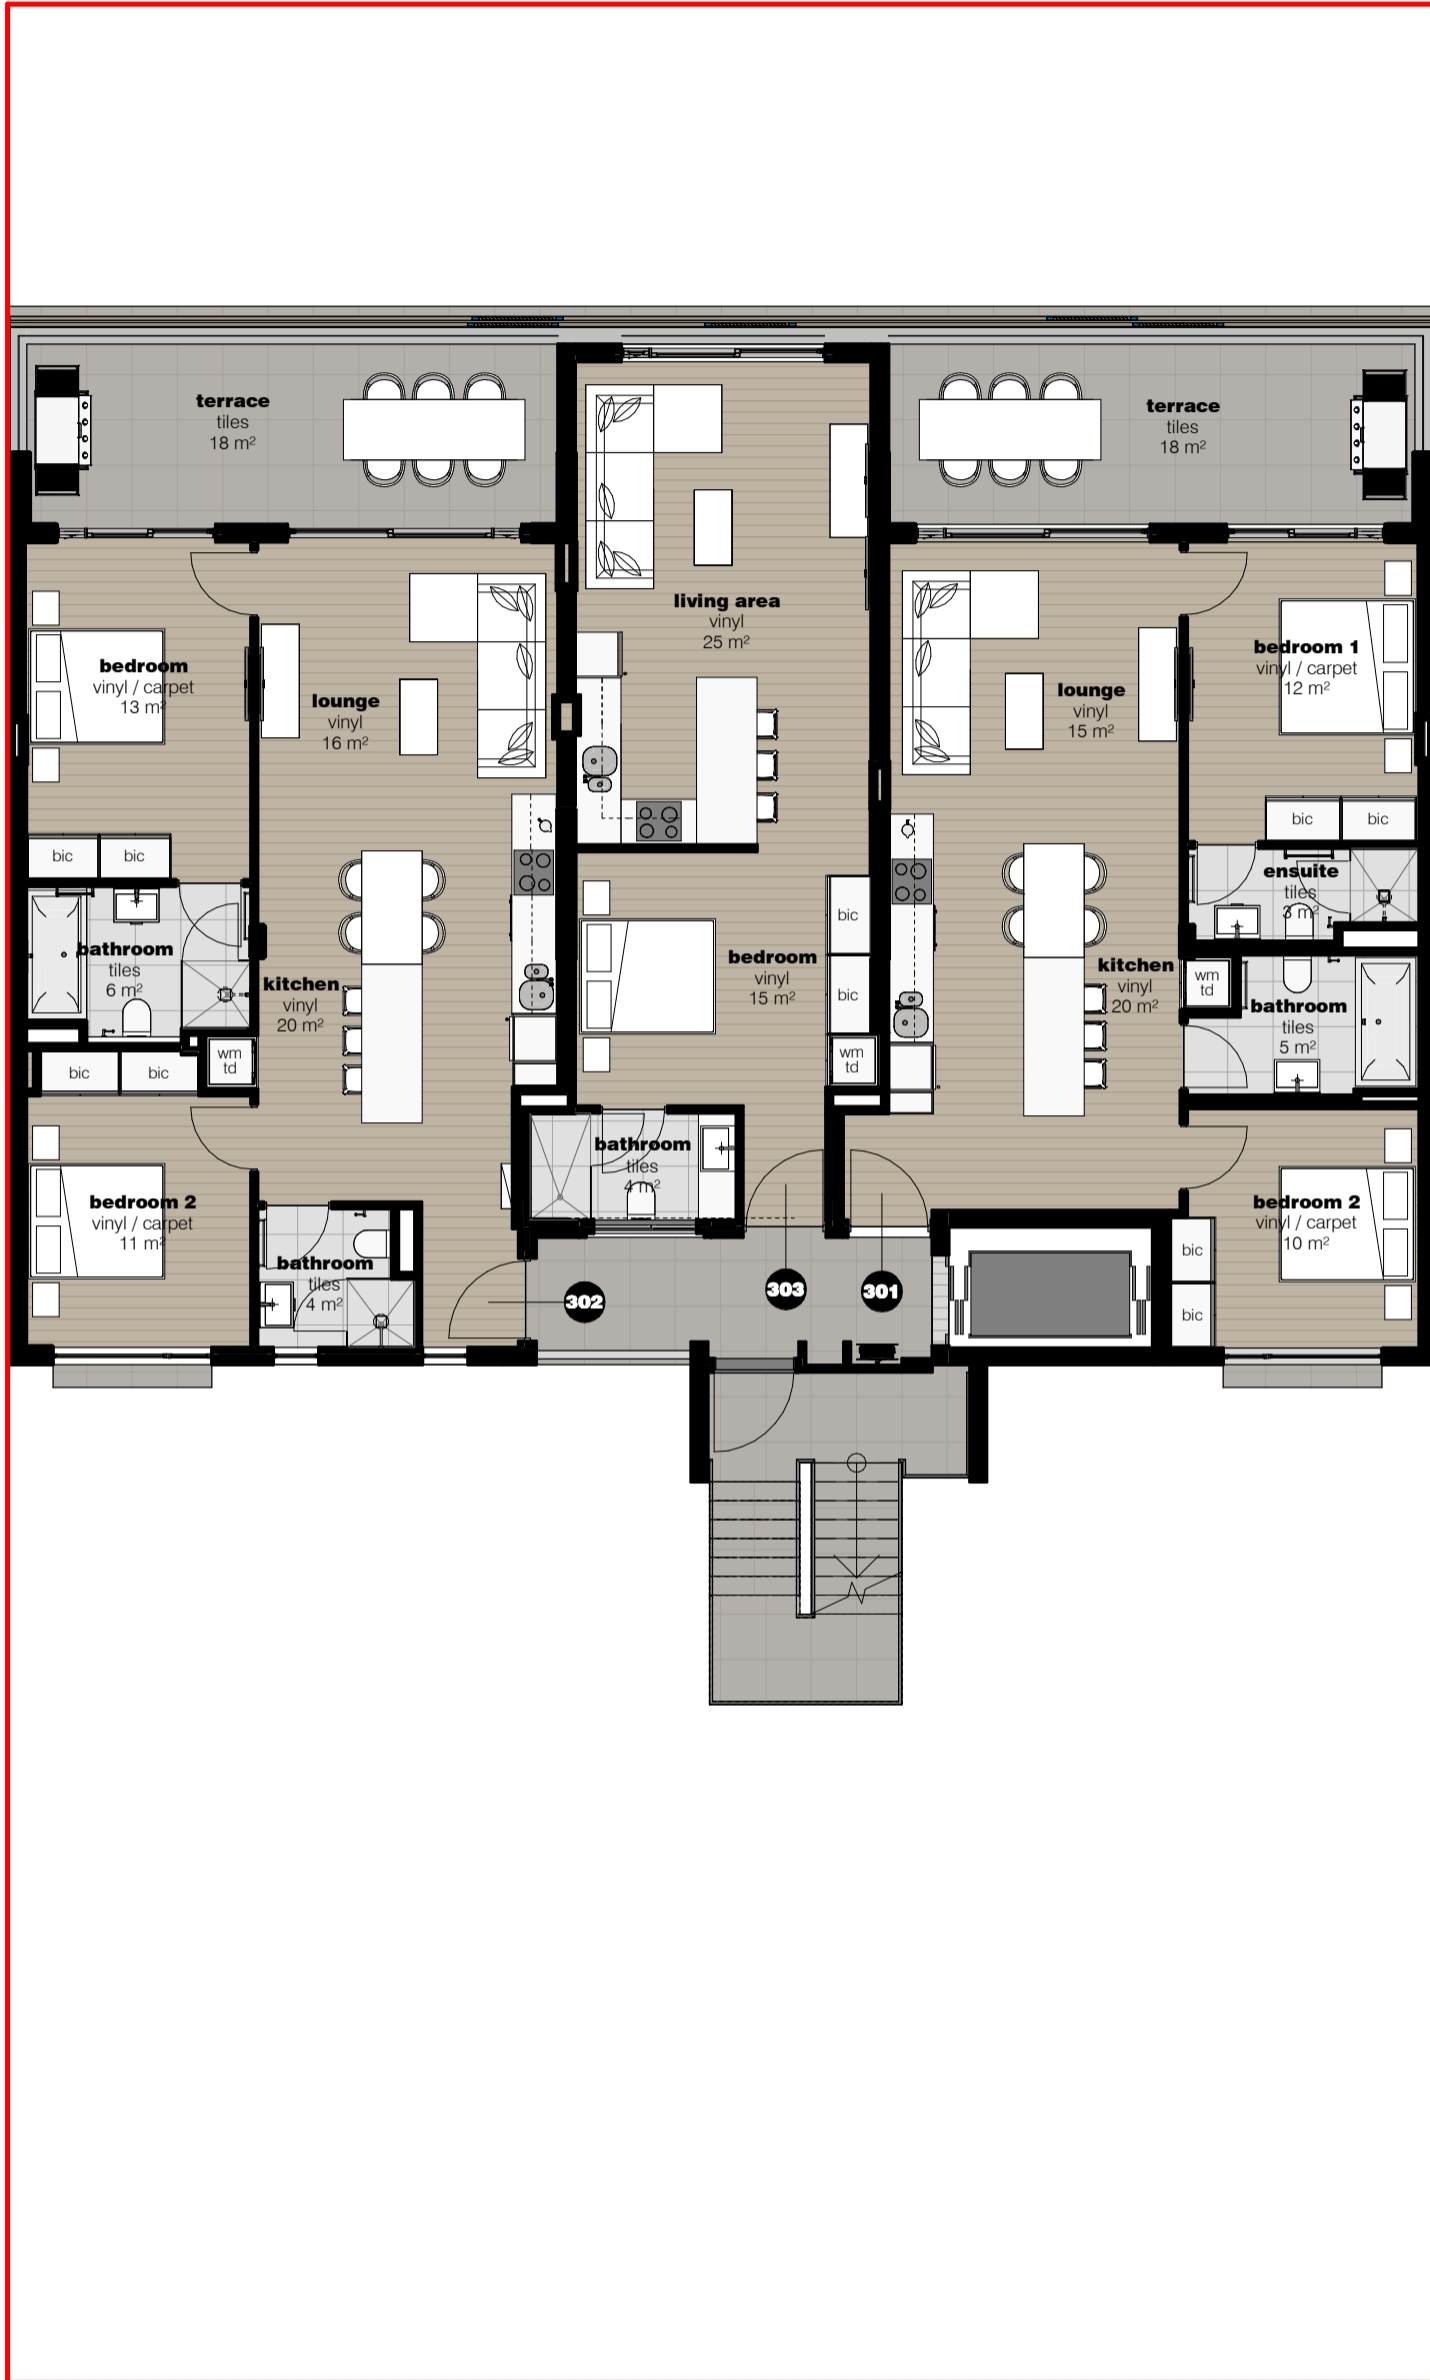 terrace
tiles
18 m²
terrace
tiles
18 m²
living area
vinyl
25 m²
bedroom
vinyl / carpet
13 m²
lounge
vinyl
16 m²
lounge
vinyl
15 m²
bedroom 1
vinyl / carpet
12 m²
bic
bic
bic
bic
bathroom
tiles
6 m²
kitchen
vinyl
20 m²
bedroom
vinyl
15 m²
bic
bic
kitchen
vinyl
20 m²
ensuite
tiles
3 m²
wm
td
bathroom
tiles
5 m²
bic
bic
wm
td
wm
td
bathroom
tiles
4 m²
bedroom 2
vinyl / carpet
11 m²
bathroom
tiles
4 m²
bedroom 2
vinyl / carpet
10 m²
bic
bic
302
303
301